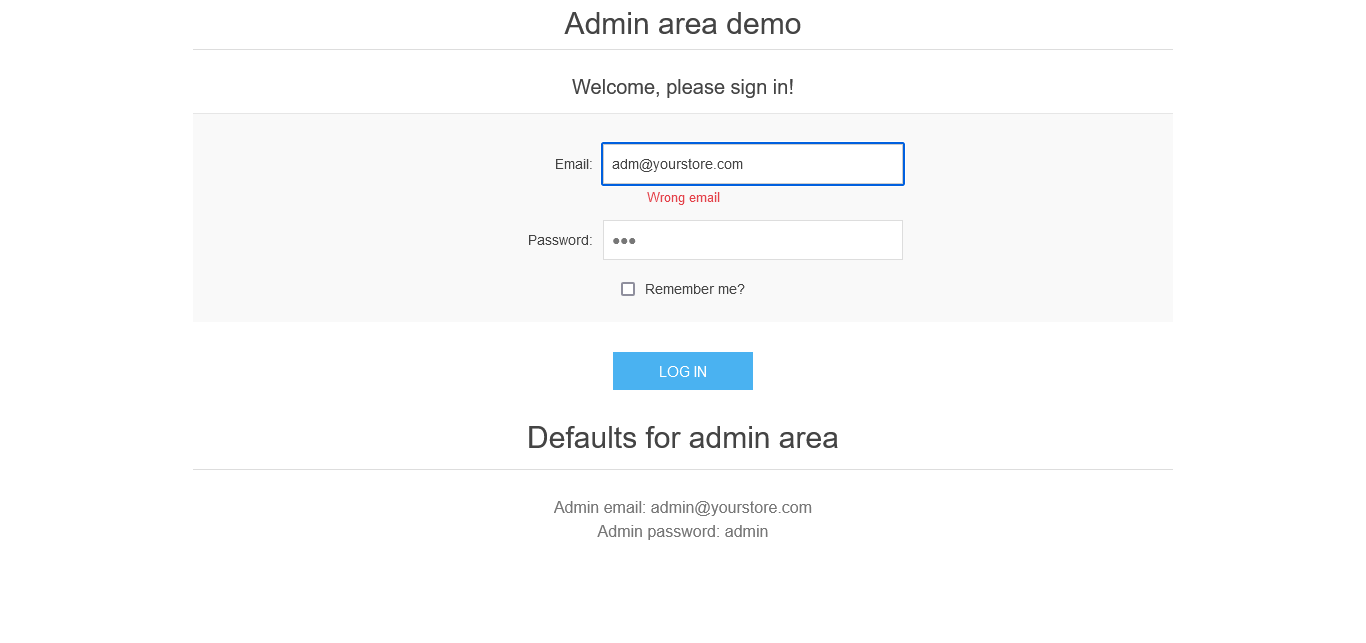 Admin area demo
Welcome, please sign in!
Email: adm@yourstore.com
Wrong email
Password: ●●●
Remember me?
LOG IN
Defaults for admin area
Admin email: admin@yourstore.com
Admin password: admin